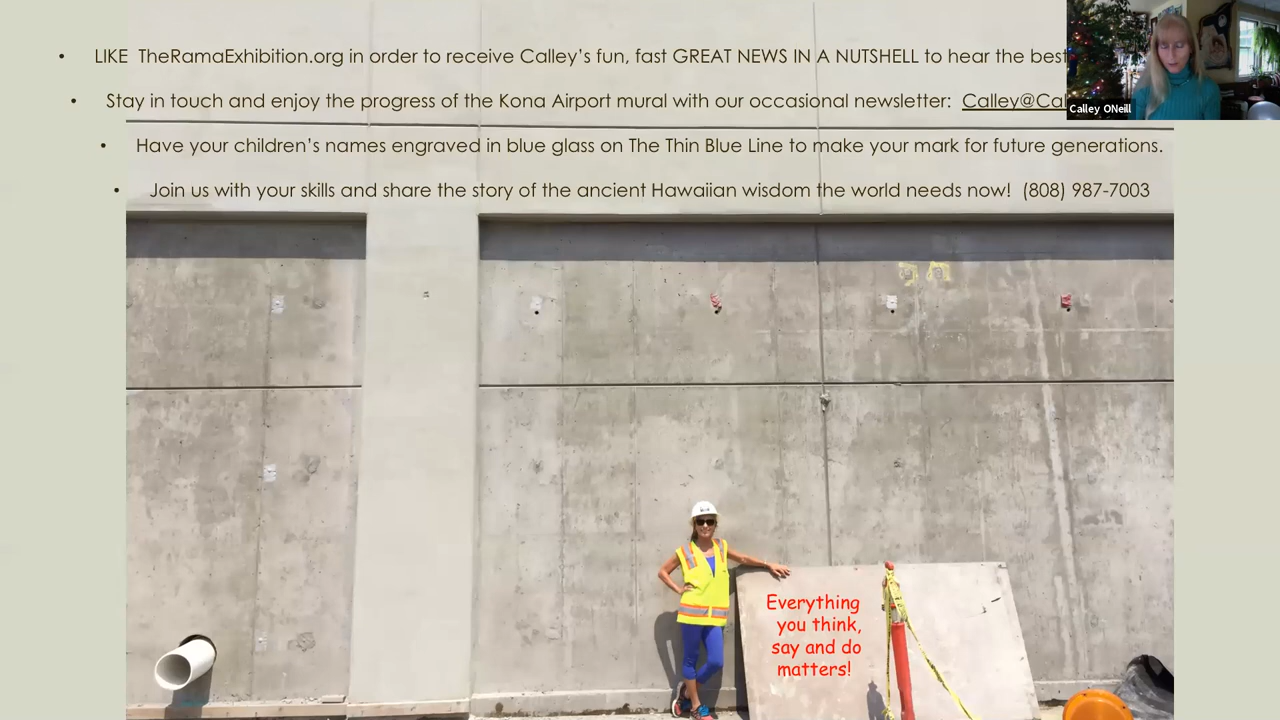 • LIKE TheRamaExhibition.org in order to receive Calley’s fun, fast GREAT NEWS IN A NUTSHELL to hear the best
• Stay in touch and enjoy the progress of the Kona Airport mural with our occasional newsletter: Calley@Cal
• Have your children’s names engraved in blue glass on The Thin Blue Line to make your mark for future generations.
• Join us with your skills and share the story of the ancient Hawaiian wisdom the world needs now! (808) 987-7003
Calley ONeill
Everything
you think,
say and do
matters!